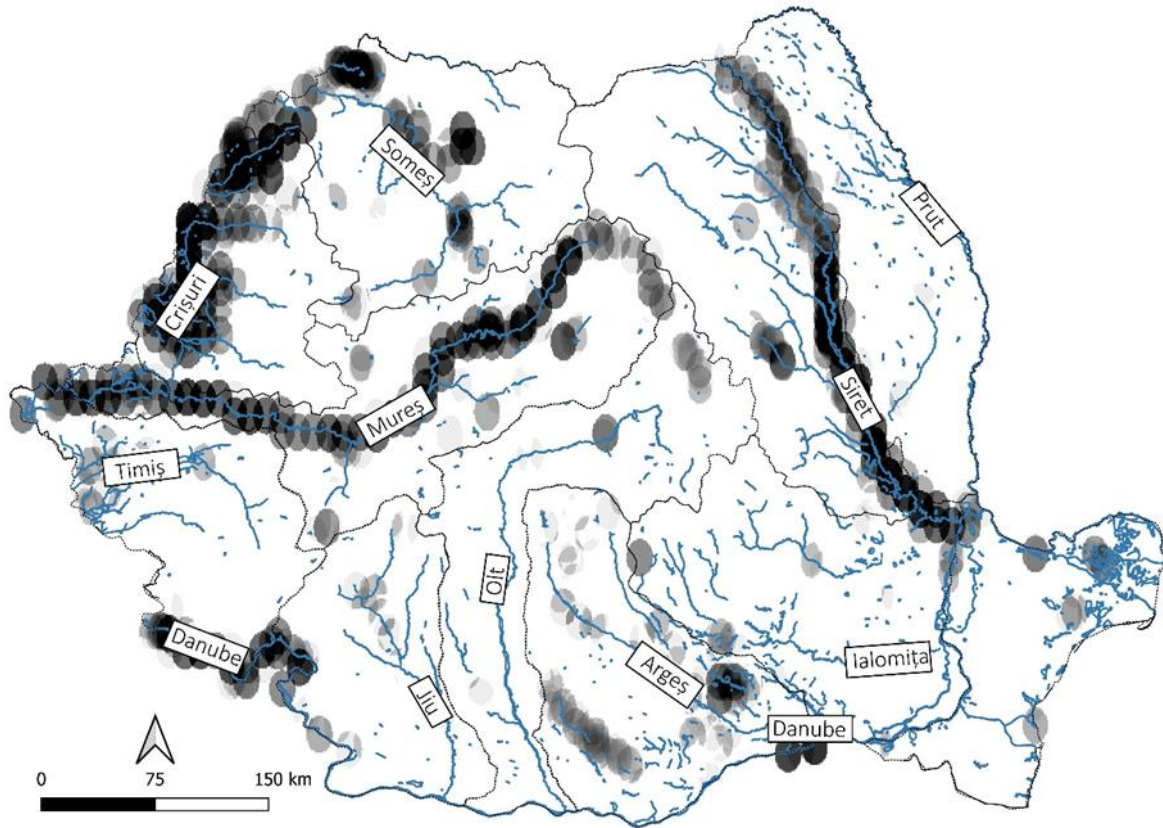 Someș
Prut
Crișuri
Siret
Mureș
Timiș
Olt
Danube
Argeș
Ialomița
Jiu
Danube
0 75 150 km